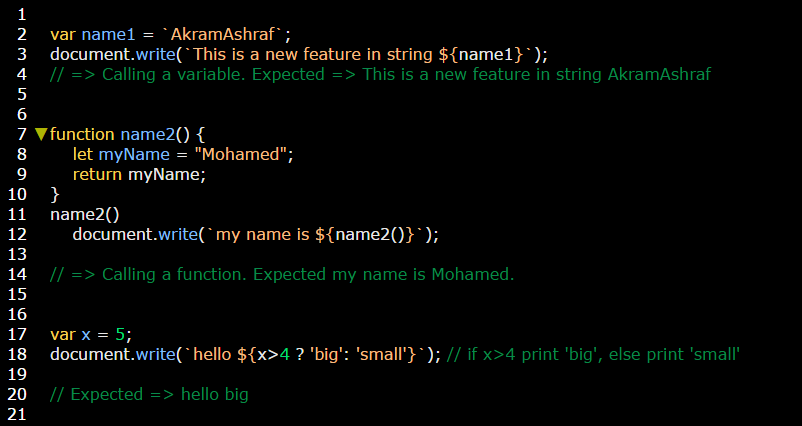 1
2 var name1 = `AkramAshraf`;
3 document.write(`This is a new feature in string ${name1}`);
4 // => Calling a variable. Expected => This is a new feature in string AkramAshraf
5
6
7 ▼function name2() {
8 let myName = "Mohamed";
9 return myName;
10 }
11 name2()
12 document.write(`my name is ${name2()}`);
13
14 // => Calling a function. Expected my name is Mohamed.
15
16
17 var x = 5;
18 document.write(`hello ${x>4 ? 'big': 'small'}`); // if x>4 print 'big', else print 'small'
19
20 // Expected => hello big
21